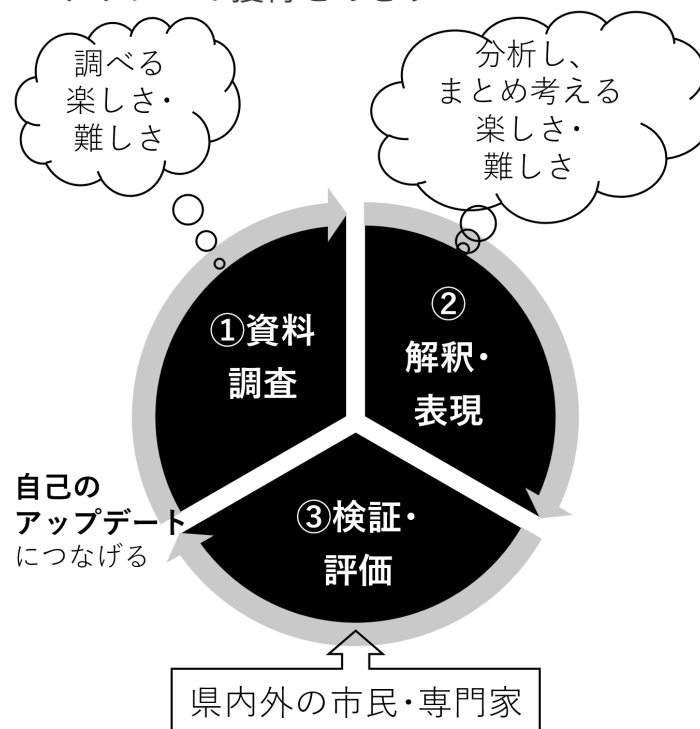 調べる
楽しさ・
難しさ
分析し、
まとめ考える
楽しさ・
難しさ
①資料
調査
②
解釈・
表現
③検証・
評価
自己の
アップデート
につなげる
県内外の市民・専門家